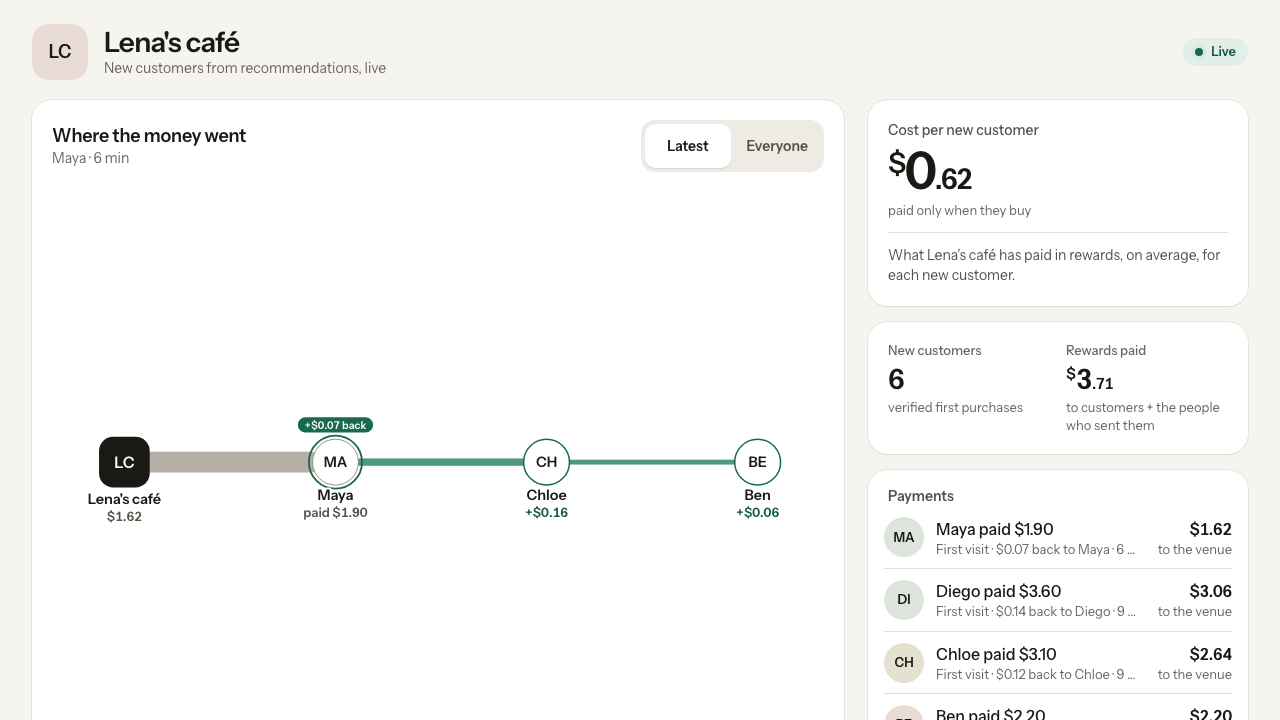 LC
Lena's café
New customers from recommendations, live
Live
Where the money went
Maya · 6 min
Latest
Everyone
+$0.07 back
LC
MA
CH
BE
Lena's café
$1.62
Maya
paid $1.90
Chloe
+$0.16
Ben
+$0.06
Cost per new customer
$0.62
paid only when they buy
What Lena's café has paid in rewards, on average, for
each new customer.
New customers
6
verified first purchases
Rewards paid
$3.71
to customers + the people
who sent them
Payments
MA
Maya paid $1.90
$1.62
First visit · $0.07 back to Maya · 6 ...
to the venue
DI
Diego paid $3.60
$3.06
First visit · $0.14 back to Diego · 9 ...
to the venue
CH
Chloe paid $3.10
$2.64
First visit · $0.12 back to Chloe · 9 ...
to the venue
Ben paid $2.20
$2.20